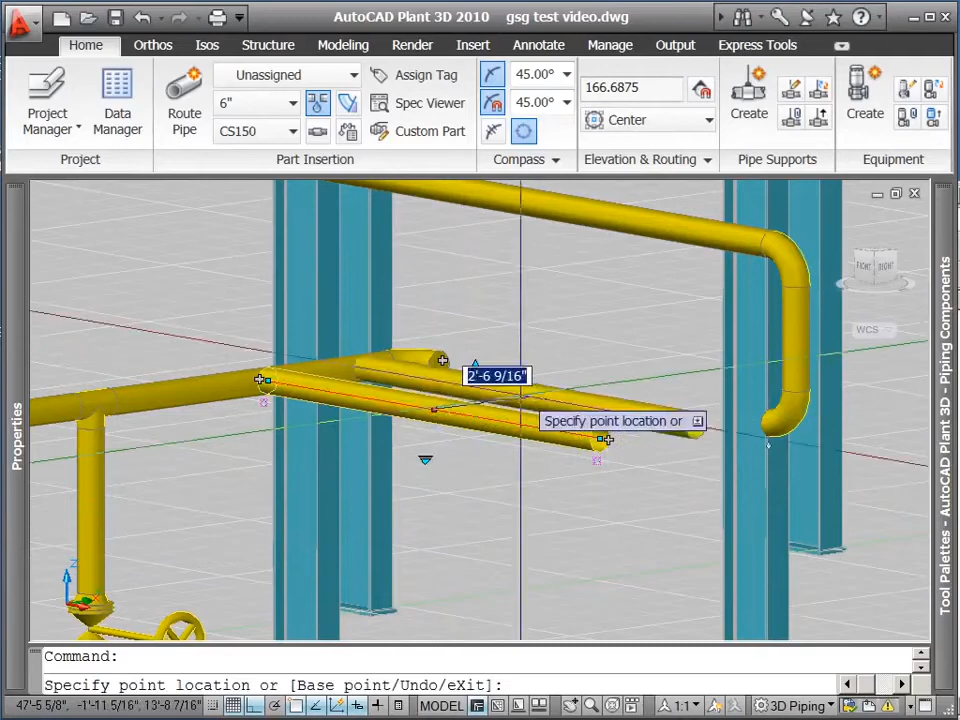 AutoCAD Plant 3D 2010 gsg test video.dwg
Home Orthos Isos Structure Modeling Render Insert Annotate Manage Output Express Tools
Project Manager
Data Manager
Project
Route Pipe
Unassigned
6"
CS150
Assign Tag
Spec Viewer
Custom Part
Part Insertion
45.00°
45.00°
Compass
166.6875
Center
Elevation & Routing
Create
Pipe Supports
Create
Equipment
FRONT RIGHT
WCS
2'-6 9/16"
Specify point location or
Z
Properties
Tool Palettes - AutoCAD Plant 3D - Piping Components
Command:
Specify point location or [Base point/Undo/eXit]:
47'-5 5/8", -1'-11 5/16", 13'-8 7/16"
MODEL
1:1
3D Piping